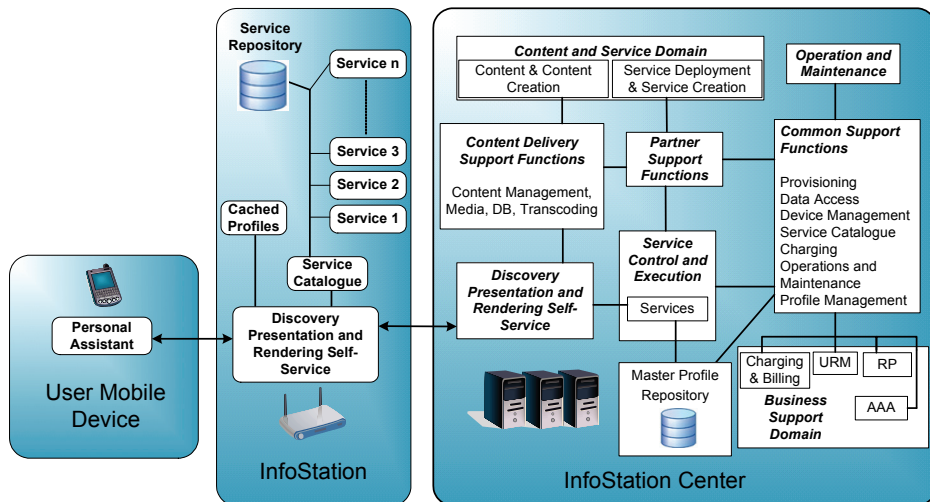 Personal
Assistant
User Mobile
Device
Service
Repository
Service n
Service 3
Service 2
Service 1
Cached
Profiles
Service
Catalogue
Discovery
Presentation and
Rendering Self-
Service
InfoStation
Content and Service Domain
Content & Content
Creation
Service Deployment
& Service Creation
Operation and
Maintenance
Content Delivery
Support Functions
Content Management,
Media, DB, Transcoding
Partner
Support
Functions
Common Support
Functions
Provisioning
Data Access
Device Management
Service Catalogue
Charging
Operations and
Maintenance
Profile Management
Discovery
Presentation and
Rendering Self-Service
Service
Control and
Execution
Services
Master Profile
Repository
Charging
& Billing
URM
RP
AAA
Business
Support
Domain
InfoStation Center